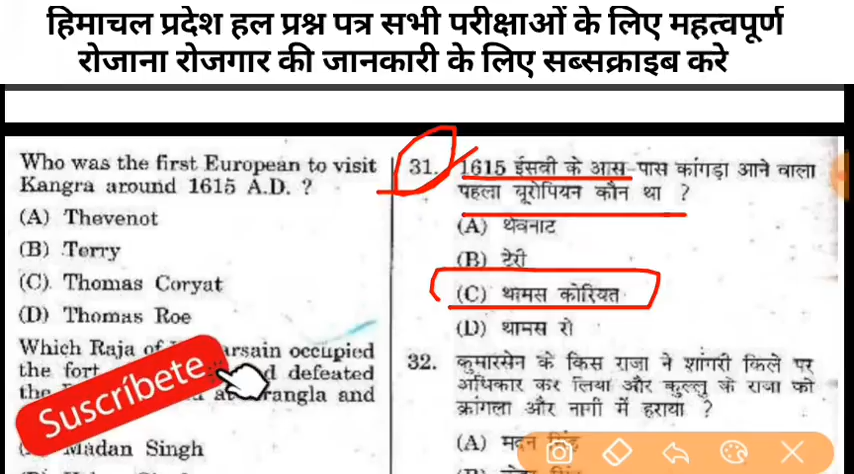 हिमाचल प्रदेश हल प्रश्न पत्र सभी परीक्षाओं के लिए महत्वपूर्ण
रोजाना रोजगार की जानकारी के लिए सब्सक्राइब करे
Who was the first European to visit
Kangra around 1615 A.D. ?
(A) Thevenot
(B) Terry
(C) Thomas Coryat
(D) Thomas Roe
Which Raja of arsain occupied
the fort d defeated
the at rangla and
Madan Singh
Suscríbete
31. 1615 ईसवी के आस-पास कांगड़ा आने वाला
पहला यूरोपियन कौन था ?
(A) थेवनाट
(B) टेरी
(C) थामस कोरियत
(D) थामस रो
32. कुमारसेन के किस राजा ने शांगरी किले पर
अधिकार कर लिया और कुल्लु के राजा को
क्रांगला और नागी में हराया ?
(A) मदन सिंह